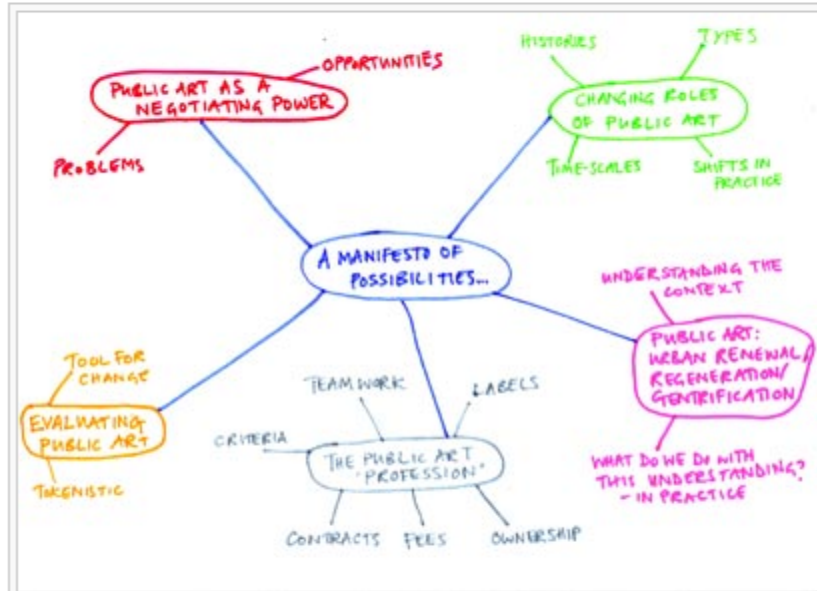 OPPORTUNITIES
PUBLIC ART AS A
NEGOTIATING POWER
PROBLEMS
HISTORIES
TYPES
CHANGING ROLES
OF PUBLIC ART
TIME-SCALES
SHIFTS IN
PRACTICE
A MANIFESTO OF
POSSIBILITIES...
UNDERSTANDING THE
CONTEXT
PUBLIC ART:
URBAN RENEWAL/
REGENERATION/
GENTRIFICATION
WHAT DO WE DO WITH
THIS UNDERSTANDING?
- IN PRACTICE
TOOL FOR
CHANGE
EVALUATING
PUBLIC ART
TOKENISTIC
TEAMWORK
LABELS
CRITERIA
THE PUBLIC ART
'PROFESSION'
CONTRACTS
FEES
OWNERSHIP